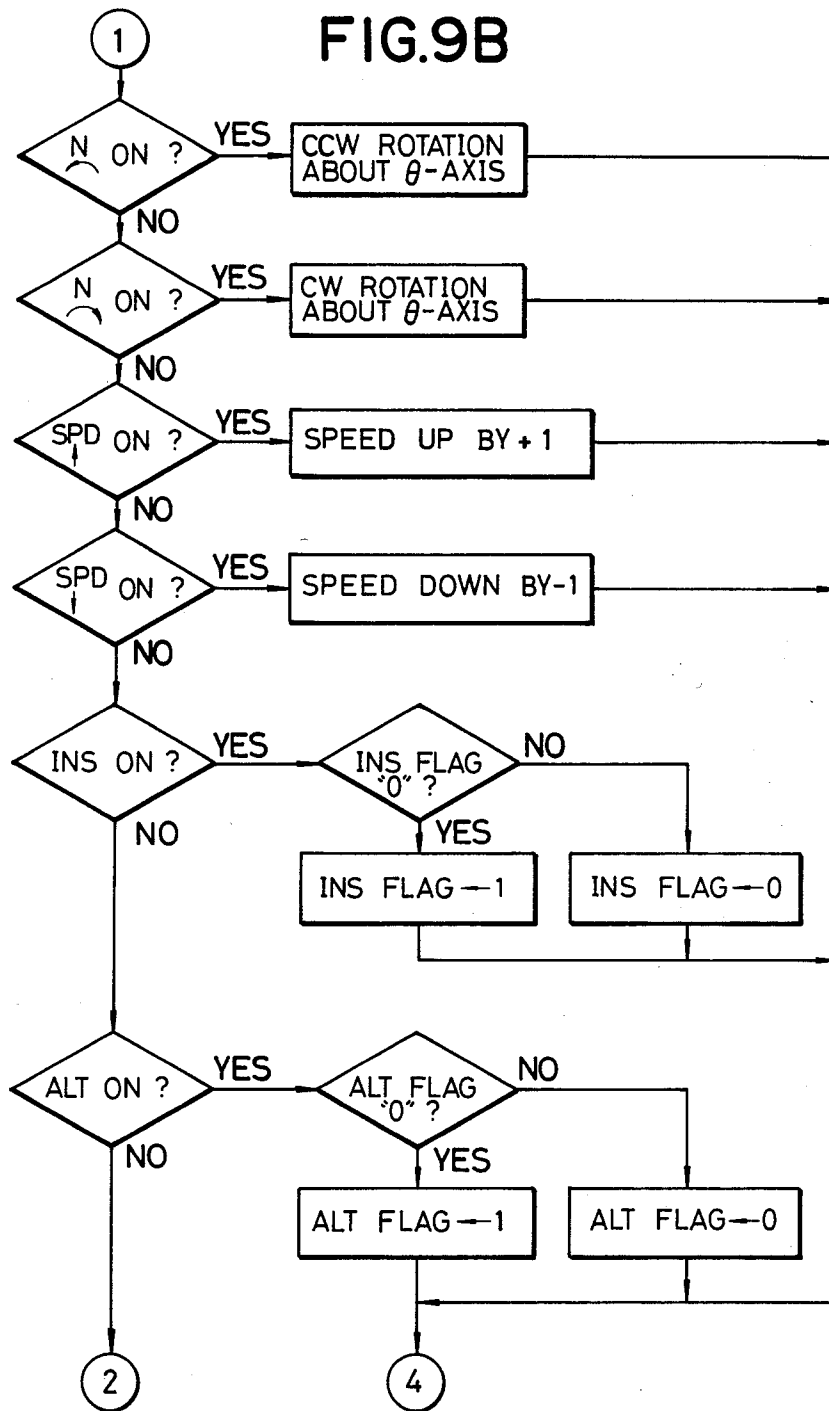 FIG.9B
1
N ON ?
YES
CCW ROTATION
ABOUT θ-AXIS
NO
N ON ?
YES
CW ROTATION
ABOUT θ-AXIS
NO
SPD ON ?
YES
SPEED UP BY + 1
NO
SPD ON ?
YES
SPEED DOWN BY-1
NO
INS ON ?
YES
INS FLAG
"0" ?
NO
YES
NO
INS FLAG←1
INS FLAG←0
ALT ON ?
YES
ALT FLAG
"0" ?
NO
YES
NO
ALT FLAG←1
ALT FLAG←0
2
4